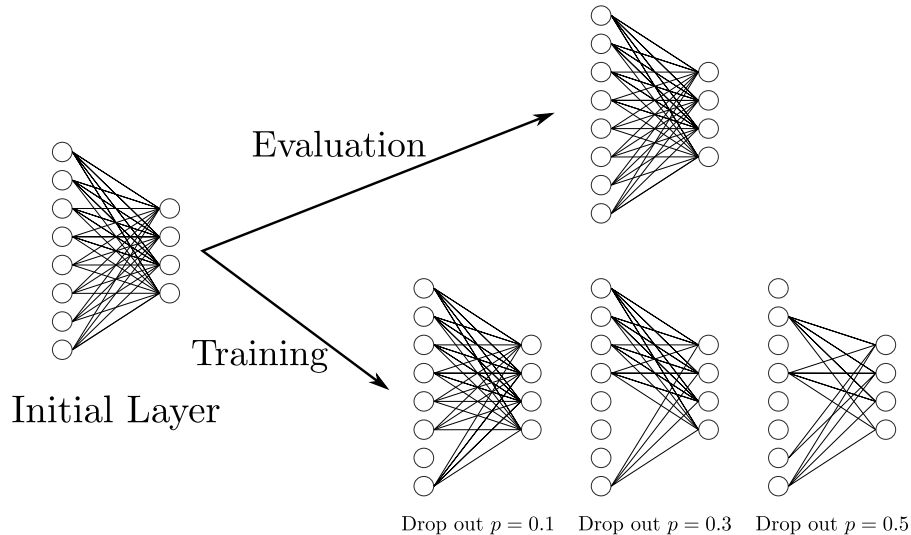 Evaluation
Training
Initial Layer
Drop out p = 0.1
Drop out p = 0.3
Drop out p = 0.5